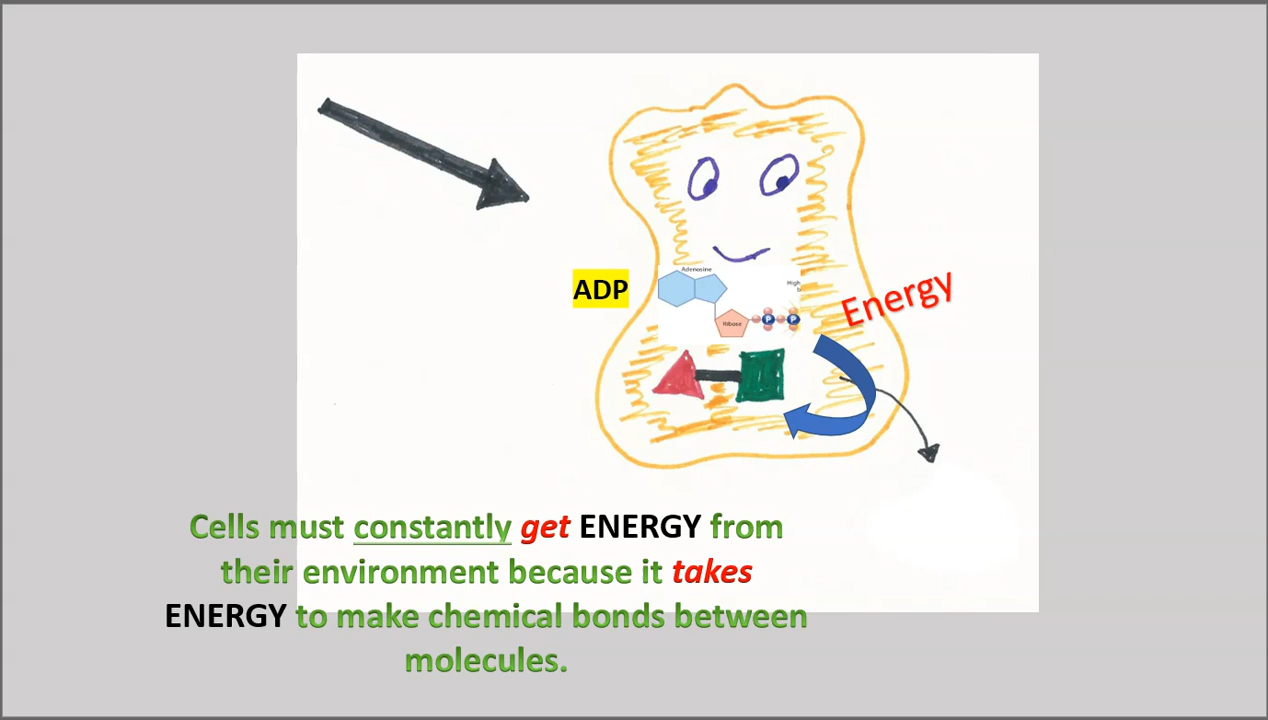 Adenosine
High
ADP
Energy
Ribose
P
P
Cells must constantly get ENERGY from
their environment because it takes
ENERGY to make chemical bonds between
molecules.